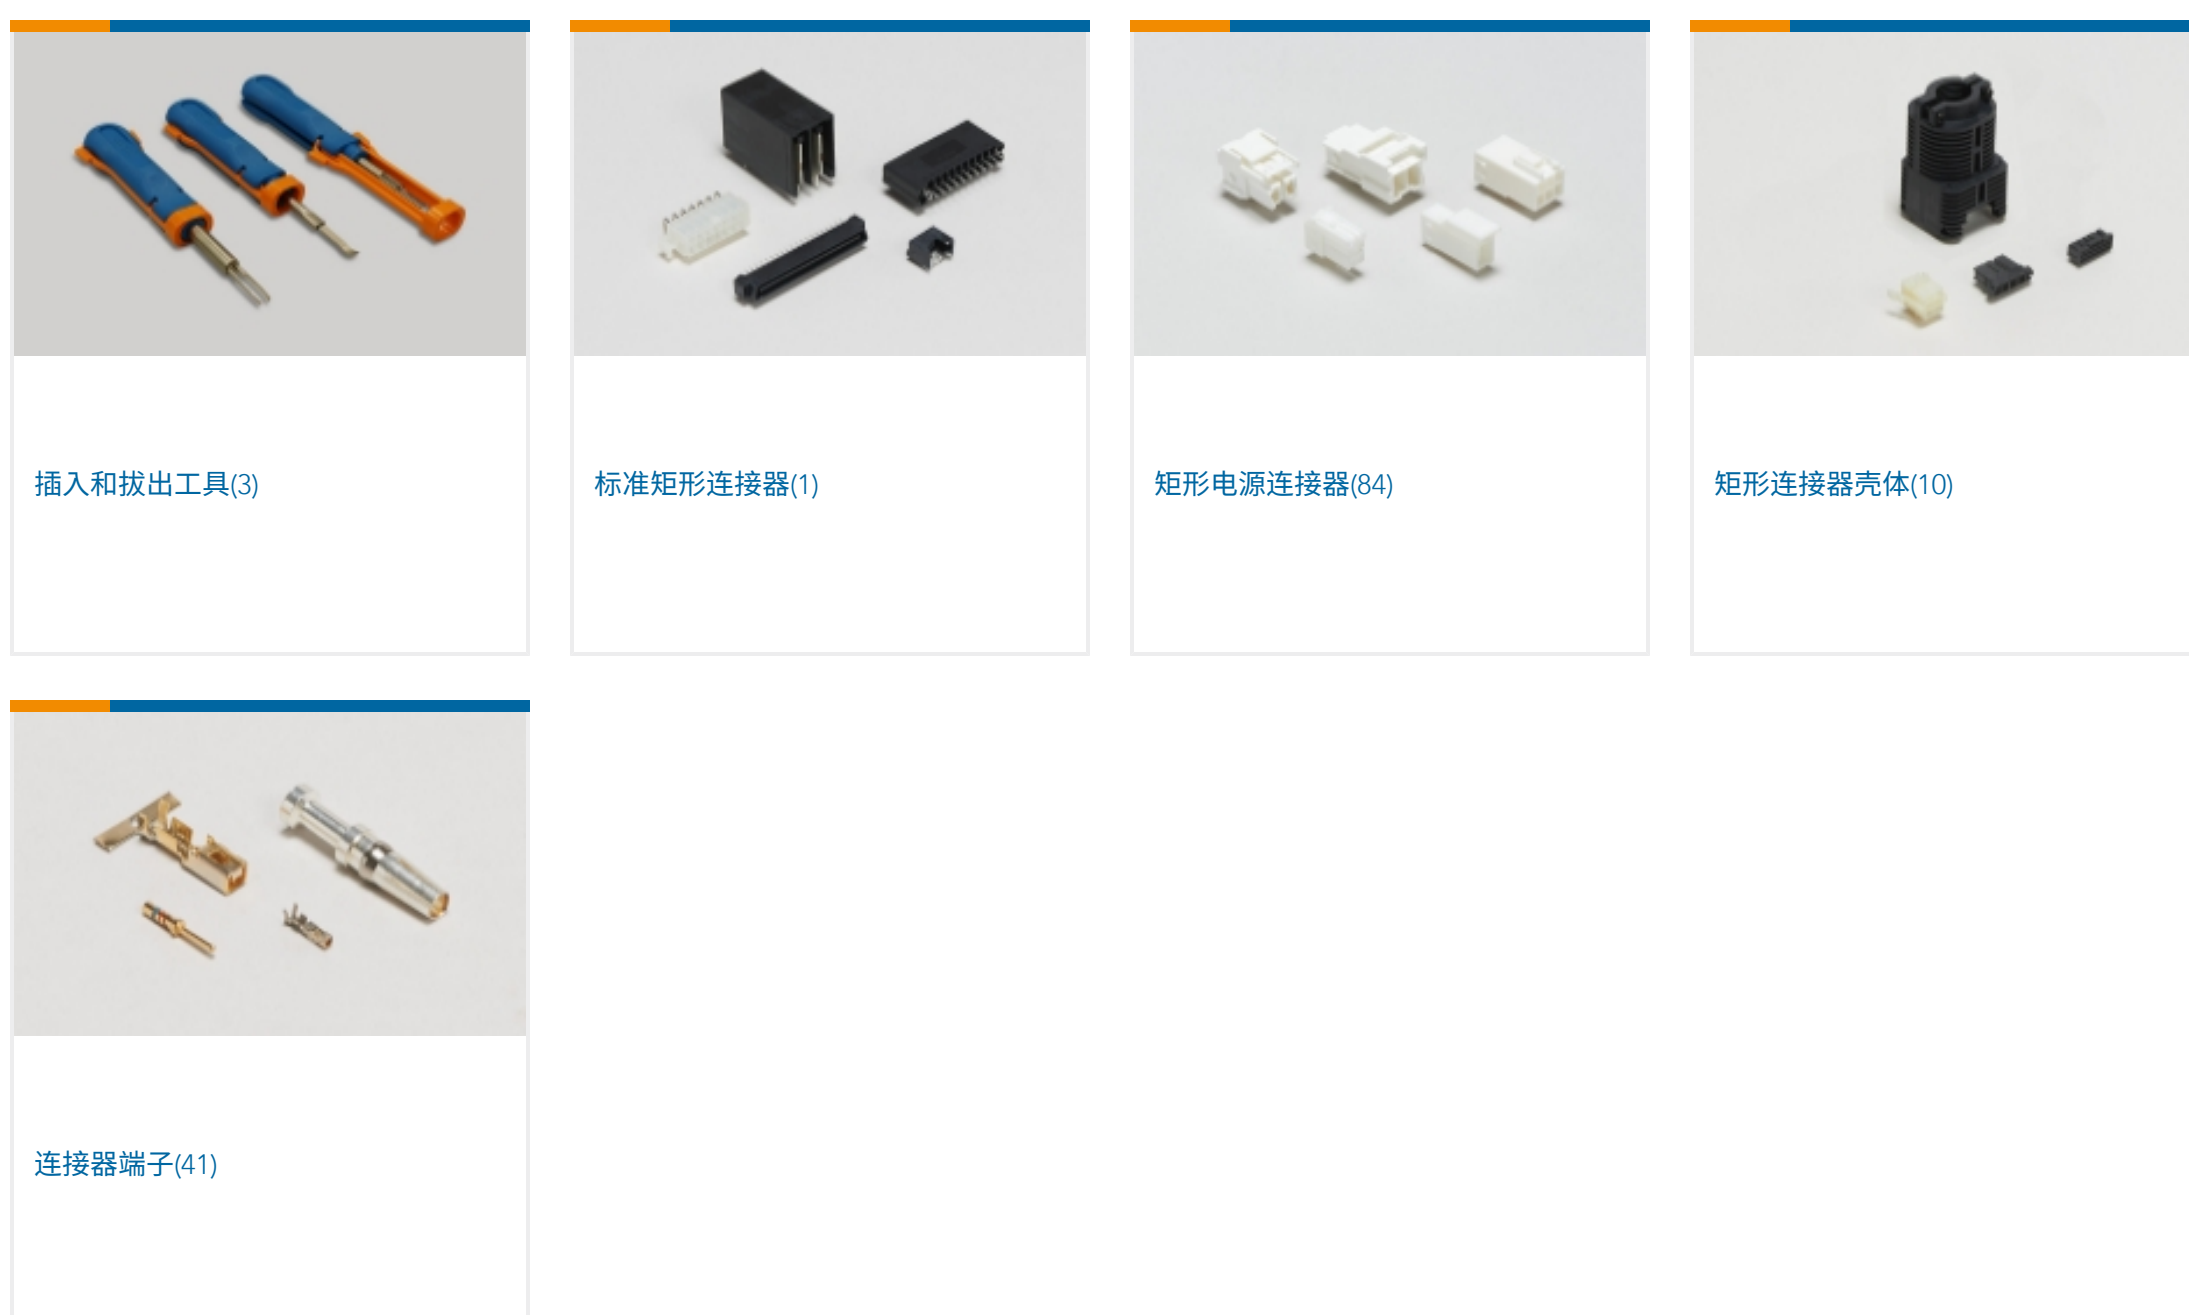 插入和拔出工具(3)
标准矩形连接器(1)
矩形电源连接器(84)
矩形连接器壳体(10)
连接器端子(41)